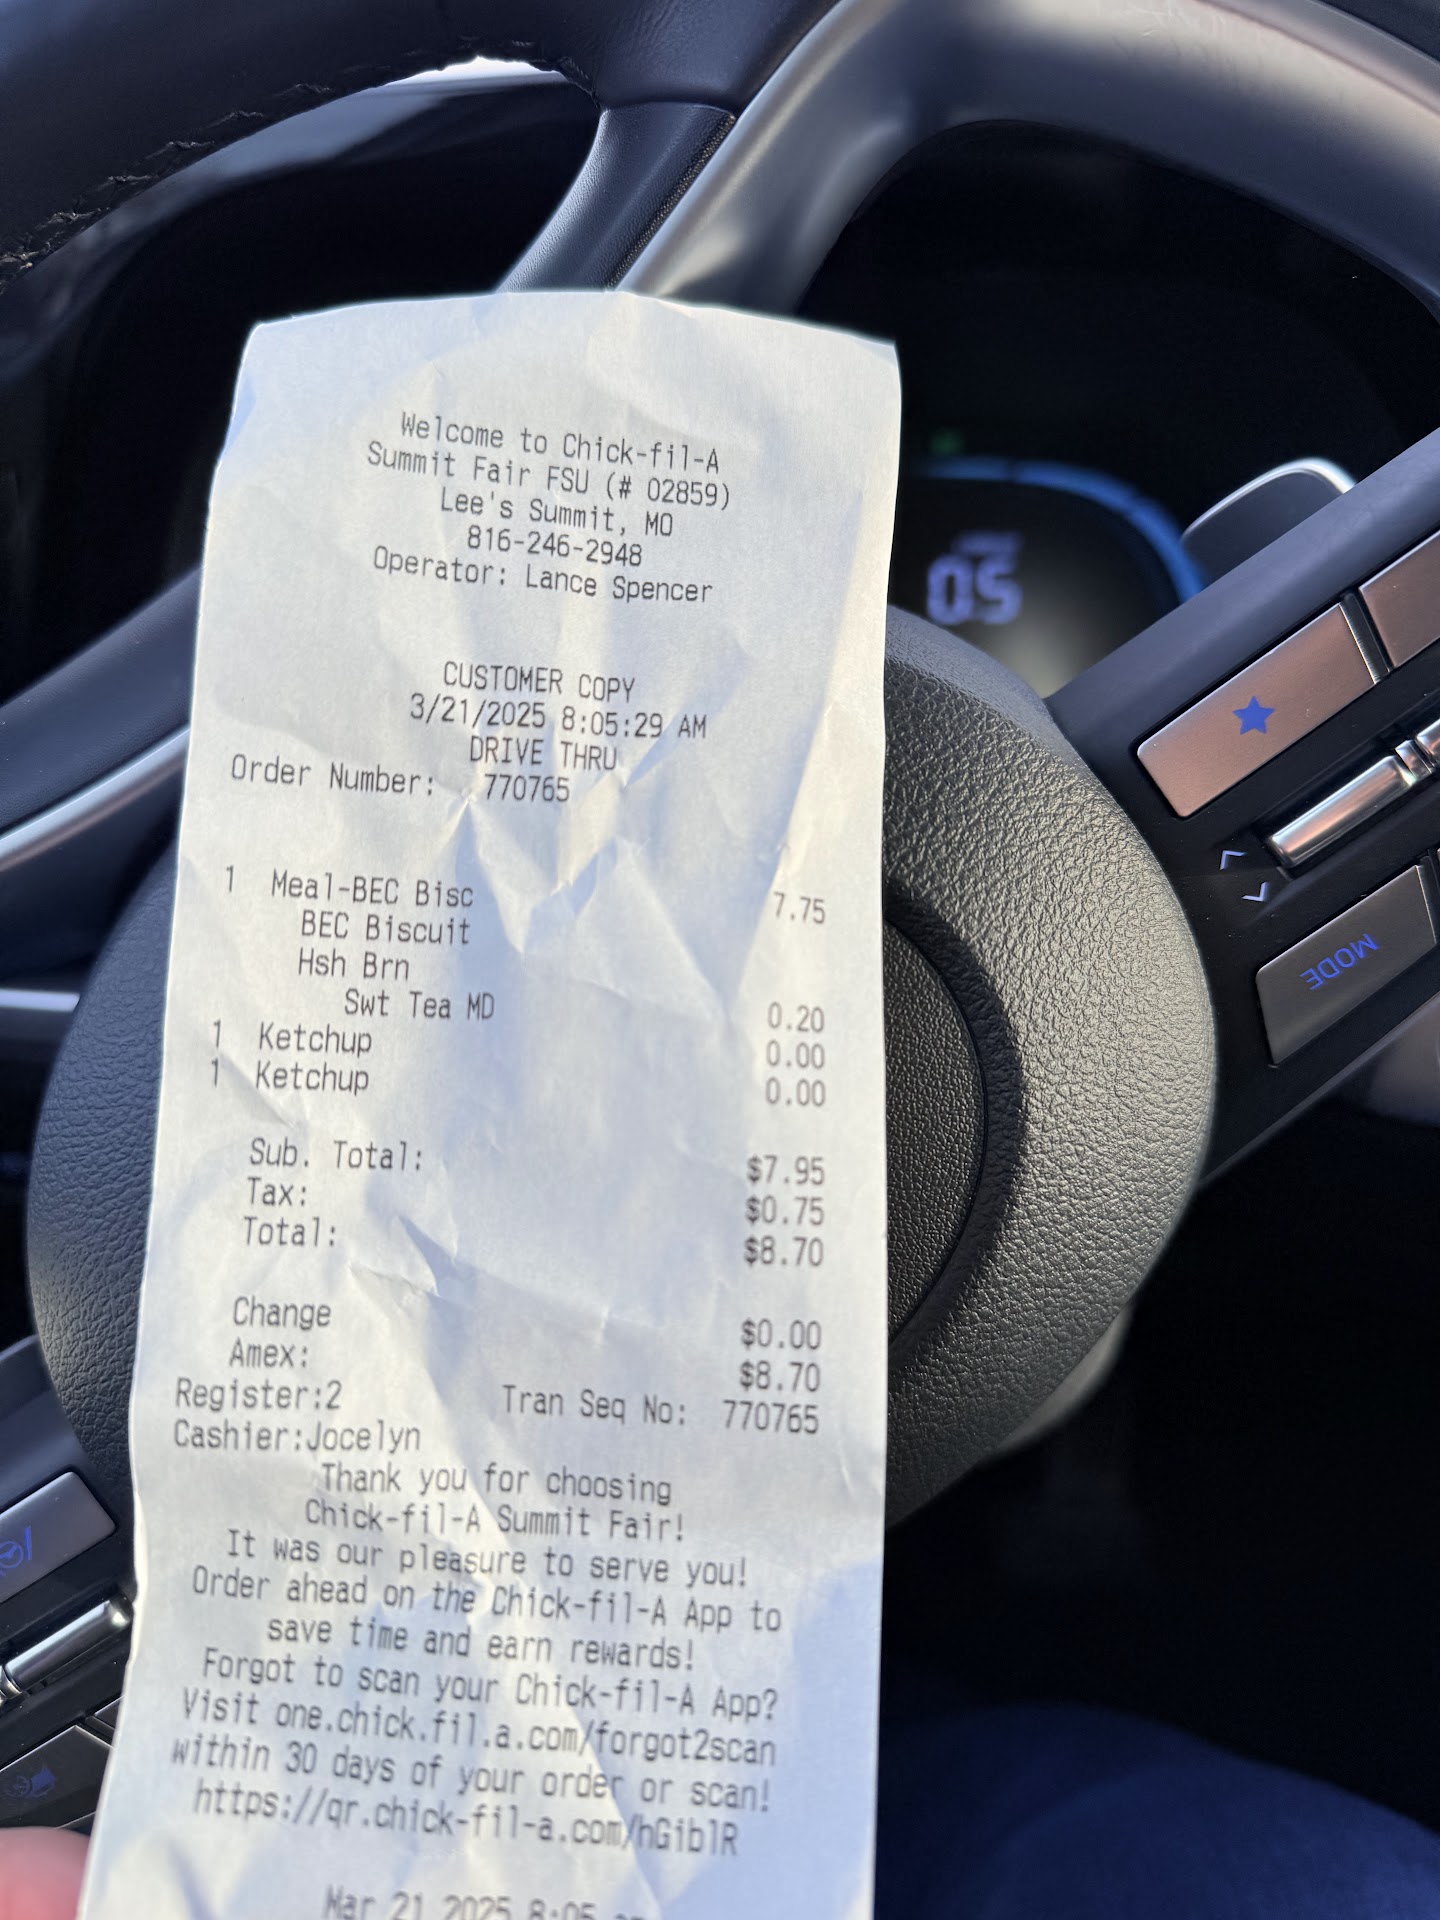 Welcome to Chick-fil-A
Summit Fair FSU (# 02859)
Lee's Summit, MO
816-246-2948
Operator: Lance Spencer
CUSTOMER COPY
3/21/2025 8:05:29 AM
DRIVE THRU
Order Number: 770765
1 Meal-BEC Bisc 7.75
BEC Biscuit
Hsh Brn
Swt Tea MD 0.20
1 Ketchup 0.00
1 Ketchup 0.00
Sub. Total: $7.95
Tax: $0.75
Total: $8.70
Change $0.00
Amex: $8.70
Register:2 Tran Seq No: 770765
Cashier:Jocelyn
Thank you for choosing
Chick-fil-A Summit Fair!
It was our pleasure to serve you!
Order ahead on the Chick-fil-A App to
save time and earn rewards!
Forgot to scan your Chick-fil-A App?
Visit one.chick.fil.a.com/forgot2scan
within 30 days of your order or scan!
https://qr.chick-fil-a.com/hGib1R
Mar 21 2025 8:05
05
MODE